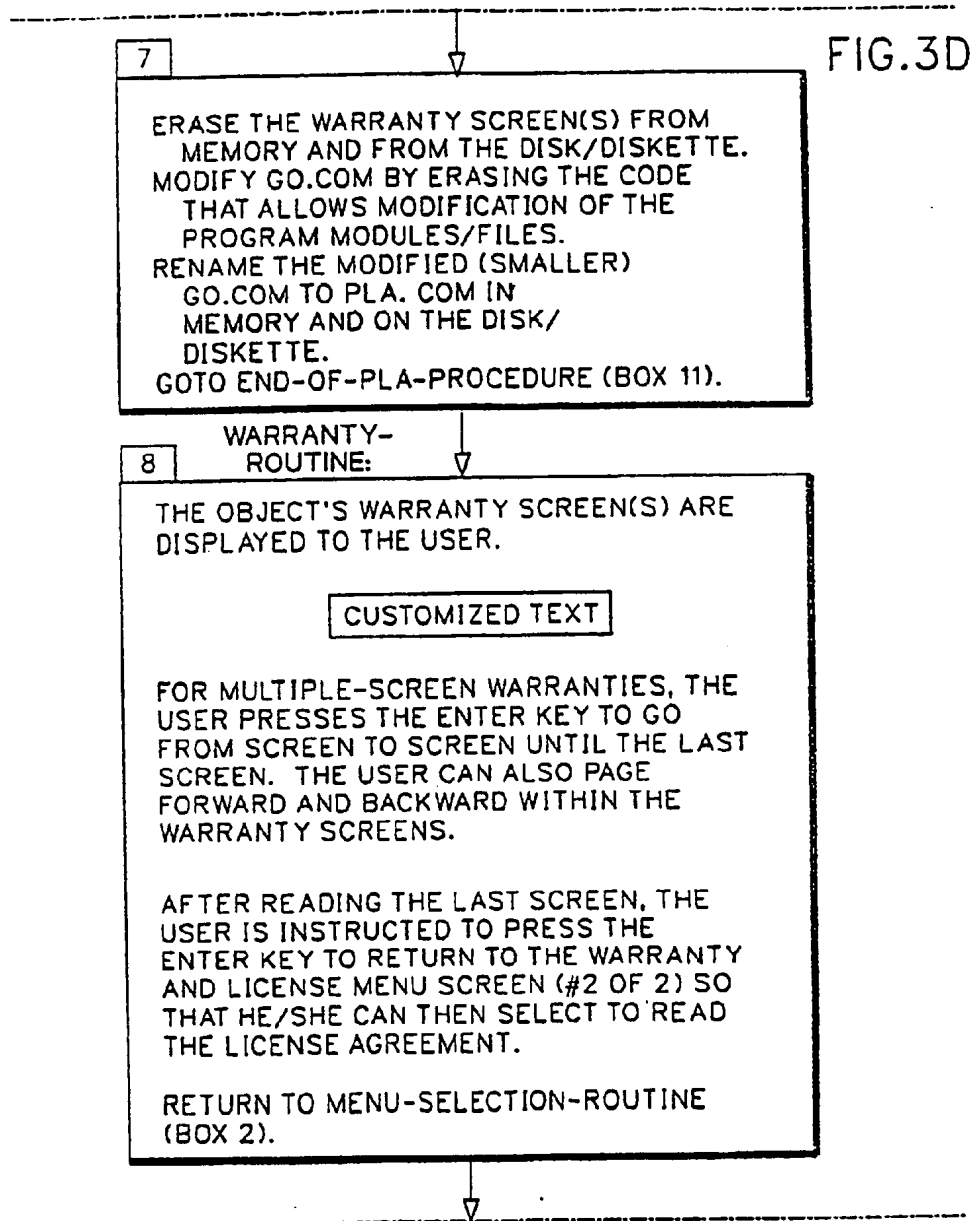 FIG.3D
7
ERASE THE WARRANTY SCREEN(S) FROM
MEMORY AND FROM THE DISK/DISKETTE.
MODIFY GO.COM BY ERASING THE CODE
THAT ALLOWS MODIFICATION OF THE
PROGRAM MODULES/FILES.
RENAME THE MODIFIED (SMALLER)
GO.COM TO PLA. COM IN
MEMORY AND ON THE DISK/
DISKETTE.
GOTO END-OF-PLA-PROCEDURE (BOX 11).
WARRANTY-
ROUTINE:
8
THE OBJECT'S WARRANTY SCREEN(S) ARE
DISPLAYED TO THE USER.
CUSTOMIZED TEXT
FOR MULTIPLE-SCREEN WARRANTIES, THE
USER PRESSES THE ENTER KEY TO GO
FROM SCREEN TO SCREEN UNTIL THE LAST
SCREEN. THE USER CAN ALSO PAGE
FORWARD AND BACKWARD WITHIN THE
WARRANTY SCREENS.
AFTER READING THE LAST SCREEN, THE
USER IS INSTRUCTED TO PRESS THE
ENTER KEY TO RETURN TO THE WARRANTY
AND LICENSE MENU SCREEN (#2 OF 2) SO
THAT HE/SHE CAN THEN SELECT TO READ
THE LICENSE AGREEMENT.
RETURN TO MENU-SELECTION-ROUTINE
(BOX 2).